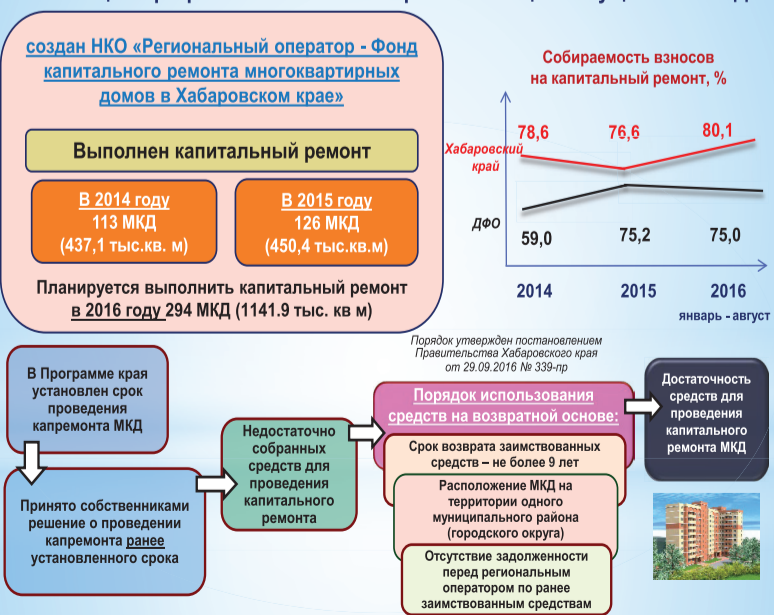 создан НКО «Региональный оператор - Фонд
капитального ремонта многоквартирных
домов в Хабаровском крае»
Выполнен капитальный ремонт
В 2014 году
113 МКД
(437,1 тыс.кв. м)
В 2015 году
126 МКД
(450,4 тыс.кв.м)
Планируется выполнить капитальный ремонт
в 2016 году 294 МКД (1141.9 тыс. кв м)
Собираемость взносов
на капитальный ремонт, %
78,6
76,6
80,1
Хабаровский
край
ДФО
59,0
75,2
75,0
2014
2015
2016
январь - август
Порядок утвержден постановлением
Правительства Хабаровского края
от 29.09.2016 № 339-пр
В Программе края
установлен срок
проведения
капремонта МКД
Принято собственниками
решение о проведении
капремонта ранее
установленного срока
Недостаточно
собранных
средств для
проведения
капитального
ремонта
Порядок использования
средств на возвратной основе:
Срок возврата заимствованных
средств – не более 9 лет
Расположение МКД на
территории одного
муниципального района
(городского округа)
Отсутствие задолженности
перед региональным
оператором по ранее
заимствованным средствам
Достаточность
средств для
проведения
капитального
ремонта МКД